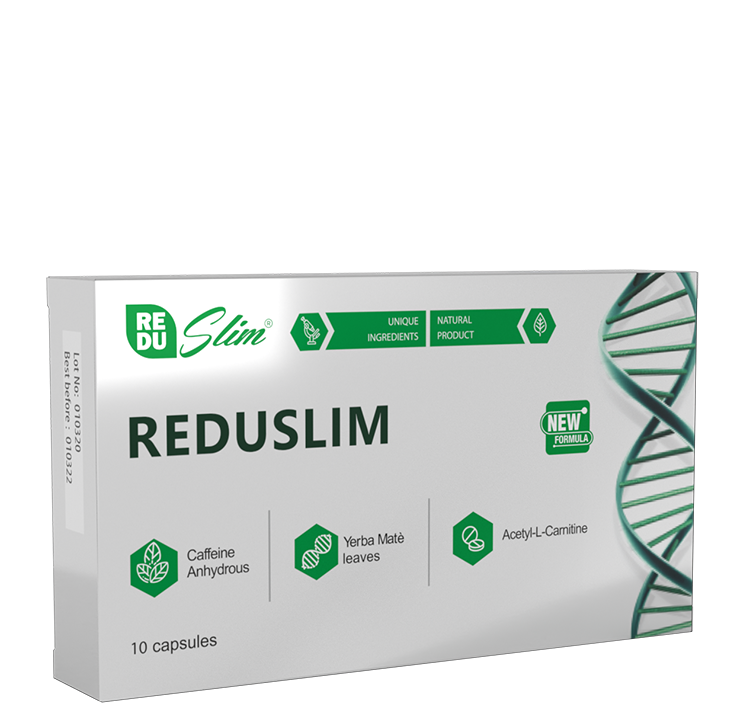 RE
DU
Slim®
UNIQUE
INGREDIENTS
NATURAL
PRODUCT
Lot No: 010320
Best before : 010322
REDUSLIM
NEW
FORMULA
Caffeine
Anhydrous
Yerba Matè
leaves
Acetyl-L-Carnitine
10 capsules